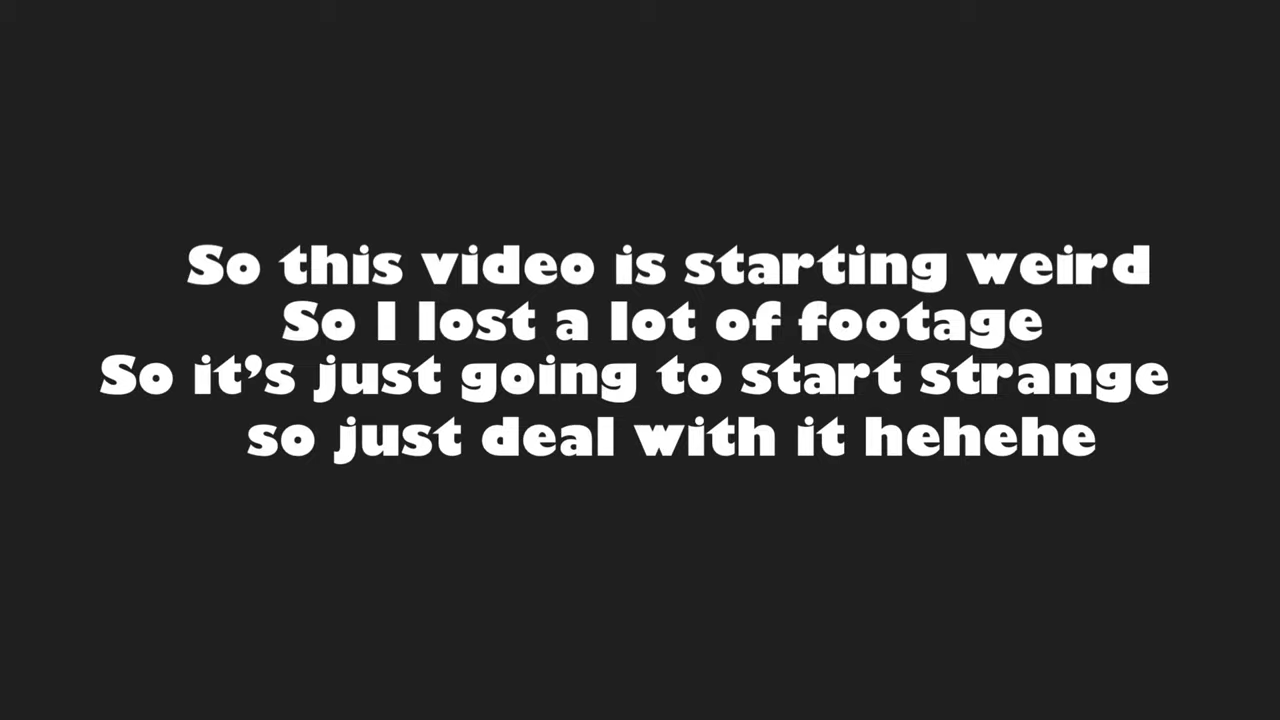 So this video is starting weird
So I lost a lot of footage
So it's just going to start strange
so just deal with it hehehe